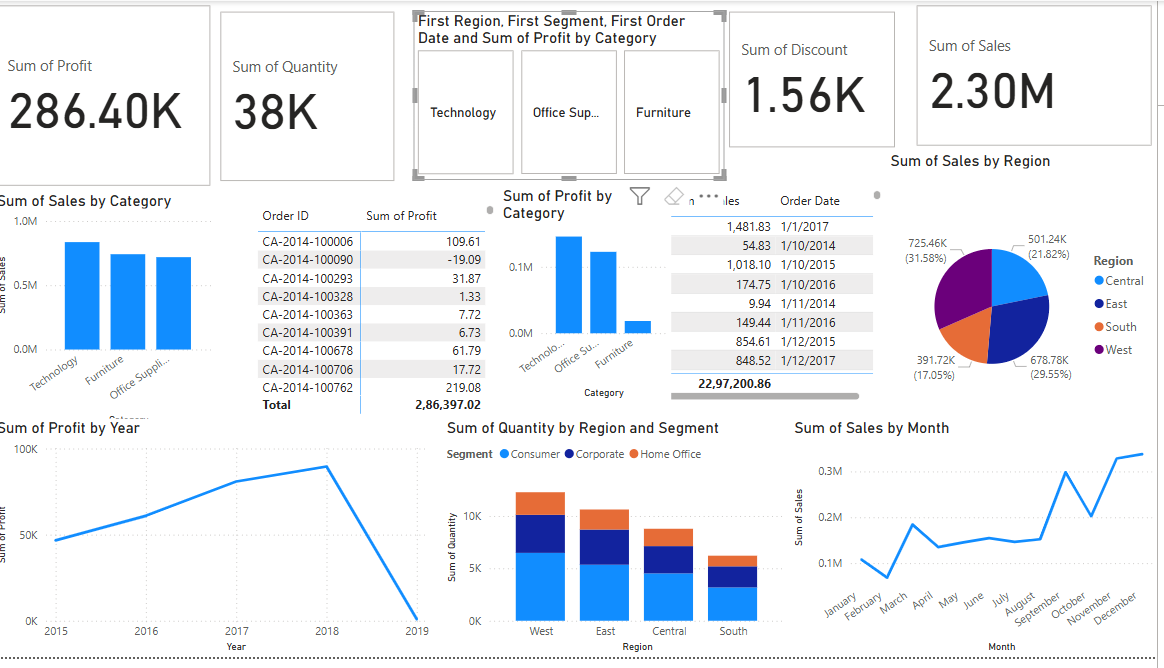 Sum of Profit
286.40K
Sum of Quantity
38K
First Region, First Segment, First Order
Date and Sum of Profit by Category
Technology
Office Sup...
Furniture
Sum of Discount
1.56K
Sum of Sales
2.30M
Sum of Sales by Category
1.0M
0.5M
0.0M
Sum of Sales
Technology
Furniture
Office Suppli...
Order ID Sum of Profit
CA-2014-100006 109.61
CA-2014-100090 -19.09
CA-2014-100293 31.87
CA-2014-100328 1.33
CA-2014-100363 7.72
CA-2014-100391 6.73
CA-2014-100678 61.79
CA-2014-100706 17.72
CA-2014-100762 219.08
Total 2,86,397.02
Sum of Profit by
Category
0.1M
0.0M
Technolo...
Office Su...
Furniture
Category
Order Date
1,481.83 1/1/2017
54.83 1/10/2014
1,018.10 1/10/2015
174.75 1/10/2016
9.94 1/11/2014
149.44 1/11/2016
854.61 1/12/2015
848.52 1/12/2017
22,97,200.86
Sum of Sales by Region
725.46K
(31.58%)
501.24K
(21.82%)
391.72K
(17.05%)
678.78K
(29.55%)
Region
Central
East
South
West
Sum of Profit by Year
100K
50K
0K
Sum of Profit
2015 2016 2017 2018 2019
Year
Sum of Quantity by Region and Segment
Segment Consumer Corporate Home Office
10K
5K
0K
Sum of Quantity
West East Central South
Region
Sum of Sales by Month
0.3M
0.2M
0.1M
Sum of Sales
January
February
March
April
May
June
July
August
September
October
November
December
Month